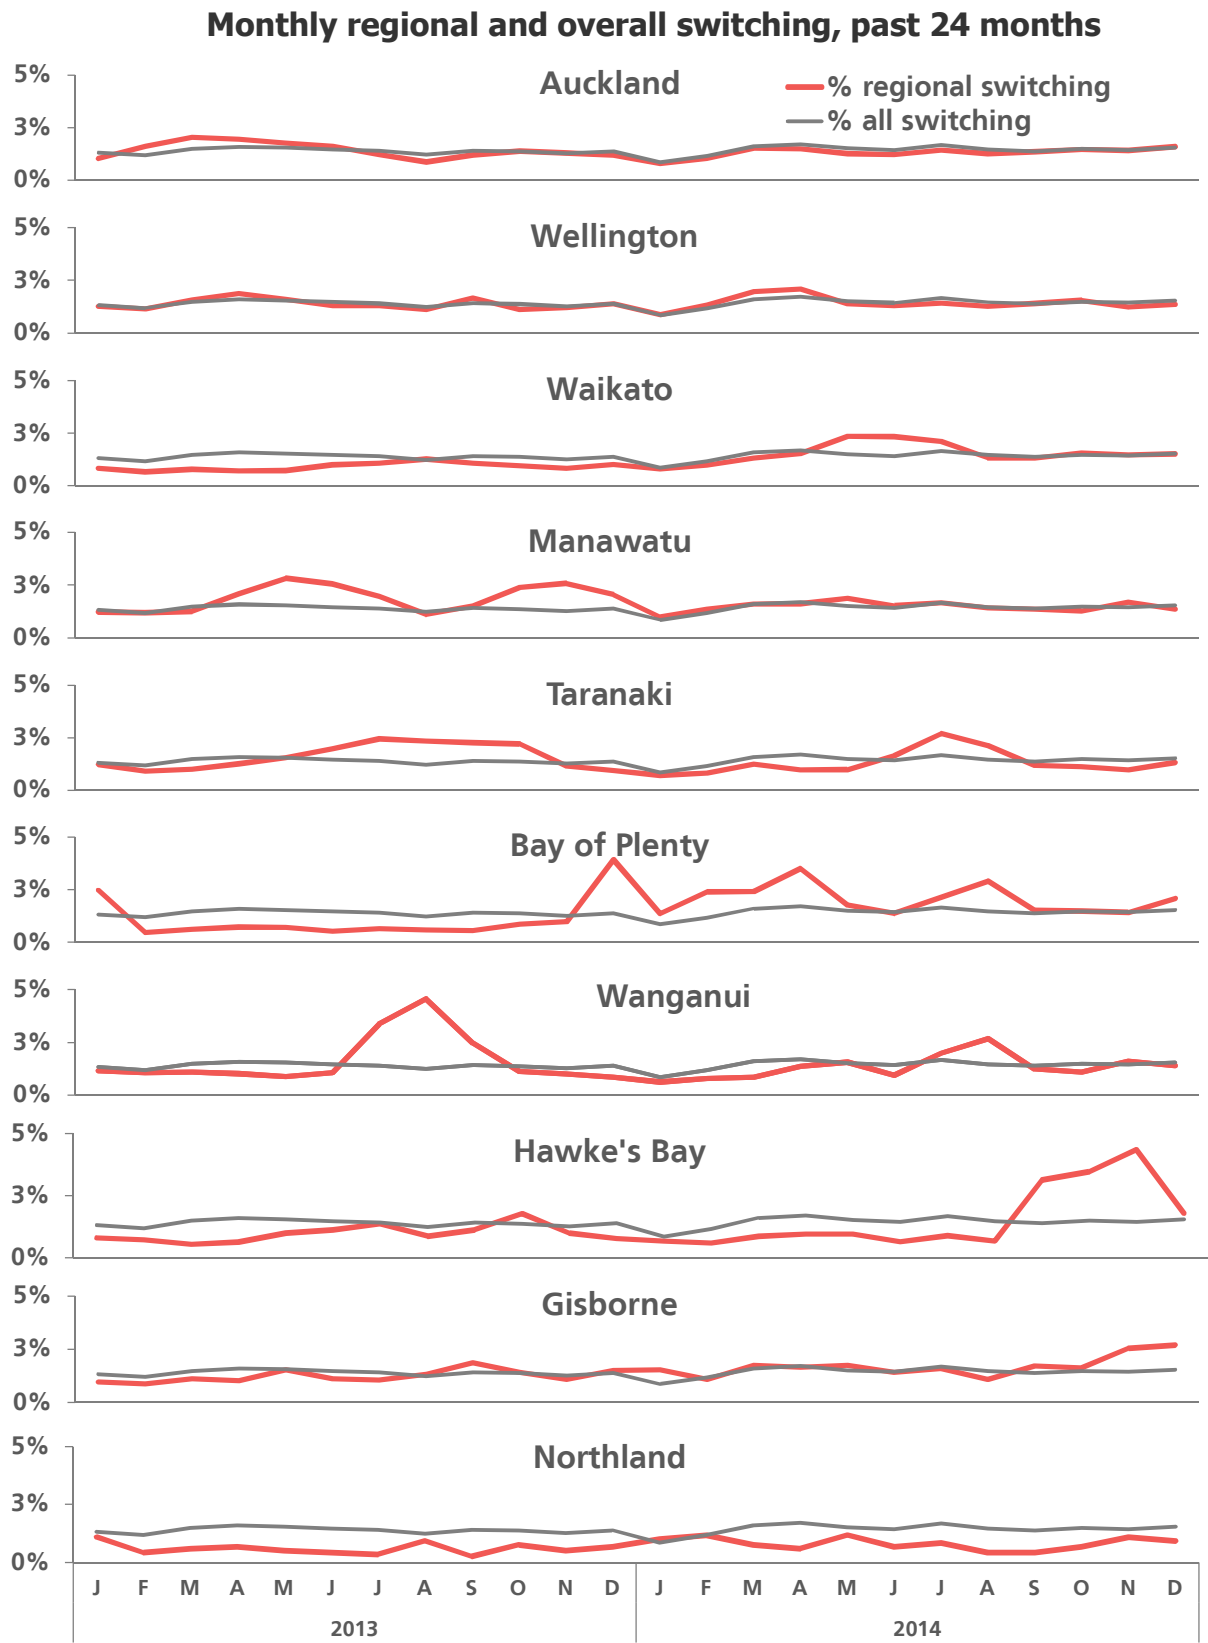 Monthly regional and overall switching, past 24 months
5%
Auckland
% regional switching
% all switching
3%
0%
5%
Wellington
3%
0%
5%
Waikato
3%
0%
5%
Manawatu
3%
0%
5%
Taranaki
3%
0%
5%
Bay of Plenty
3%
0%
5%
Wanganui
3%
0%
5%
Hawke's Bay
3%
0%
5%
Gisborne
3%
0%
5%
Northland
3%
0%
J F M A M J J A S O N D J F M A M J J A S O N D
2013 2014